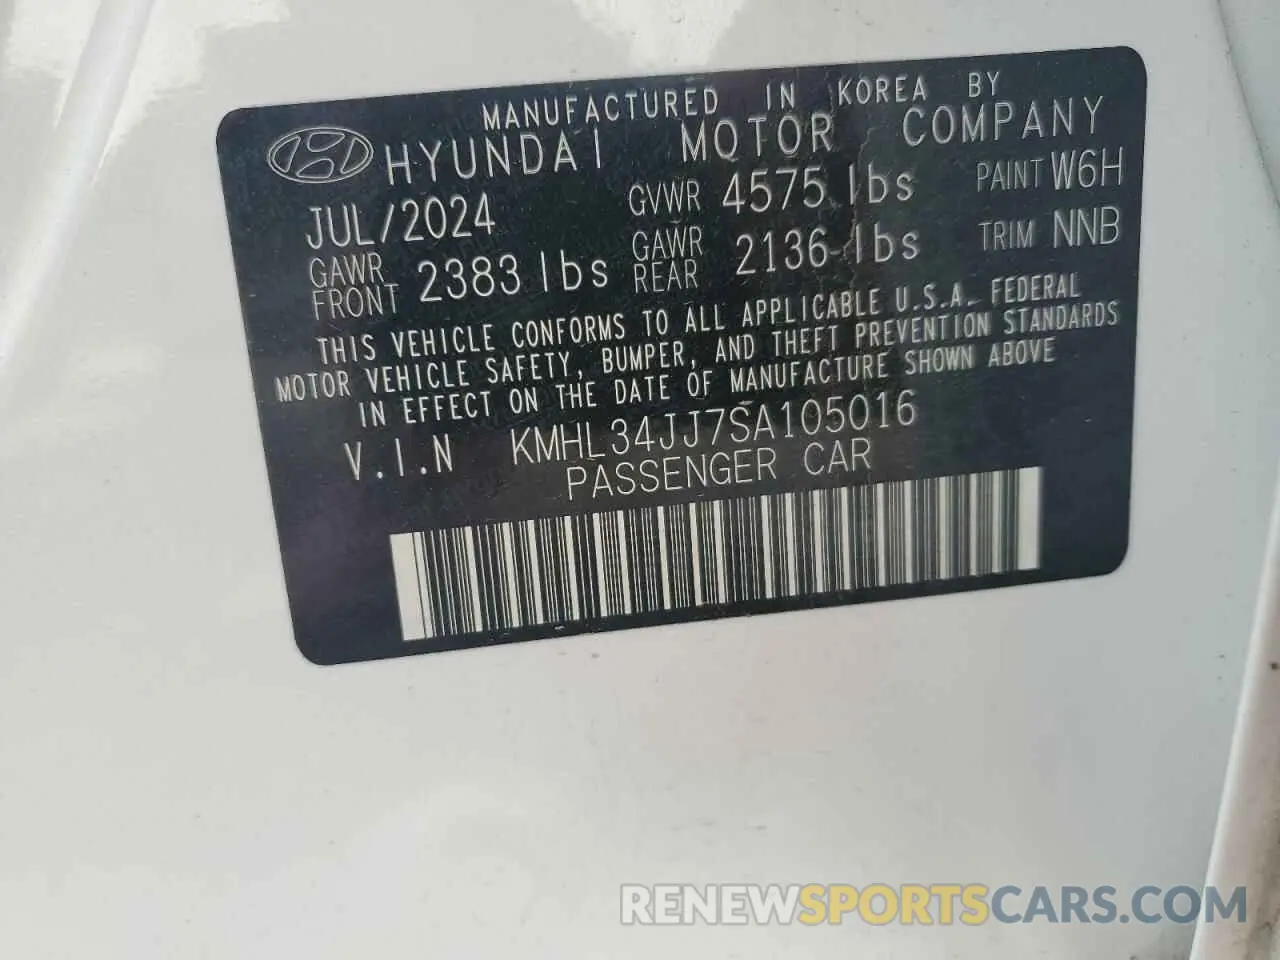 MANUFACTURED IN KOREA BY
HYUNDAI MOTOR COMPANY
JUL/2024 GVWR 4575 lbs PAINT W6H
GAWR FRONT 2383 lbs GAWR REAR 2136 lbs TRIM NNB
THIS VEHICLE CONFORMS TO ALL APPLICABLE U.S.A. FEDERAL
MOTOR VEHICLE SAFETY, BUMPER, AND THEFT PREVENTION STANDARDS
IN EFFECT ON THE DATE OF MANUFACTURE SHOWN ABOVE
V.I.N KMHL34JJ7SA105016
PASSENGER CAR
RENEWSPORTSCARS.COM